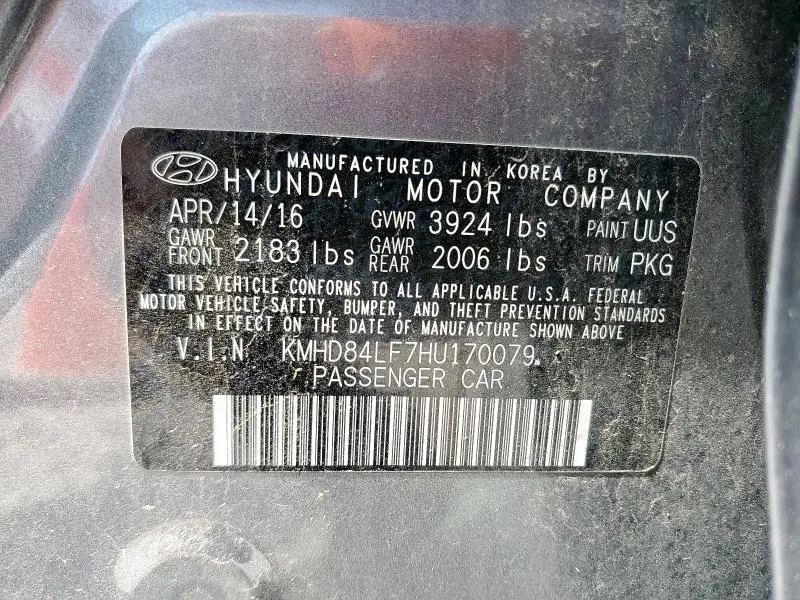 MANUFACTURED IN KOREA BY
HYUNDAI MOTOR COMPANY
APR/14/16 GVWR 3924 lbs PAINT UUS
GAWR FRONT 2183 lbs GAWR REAR 2006 lbs TRIM PKG
THIS VEHICLE CONFORMS TO ALL APPLICABLE U.S.A. FEDERAL
MOTOR VEHICLE/SAFETY, BUMPER, AND THEFT PREVENTION STANDARDS
IN EFFECT ON THE DATE OF MANUFACTURE SHOWN ABOVE
V.I.N KMHD84LF7HU170079.
PASSENGER CAR